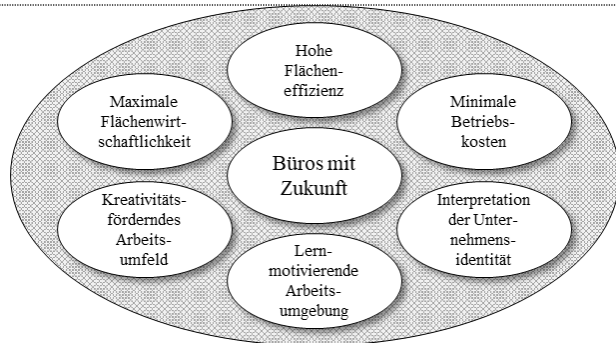 Hohe
Flächen-
effizienz
Maximale
Flächenwirt-
schaftlichkeit
Minimale
Betriebs-
kosten
Büros mit
Zukunft
Kreativitäts-
förderndes
Arbeits-
umfeld
Interpretation
der Unter-
nehmens-
identität
Lern-
motivierende
Arbeits-
umgebung